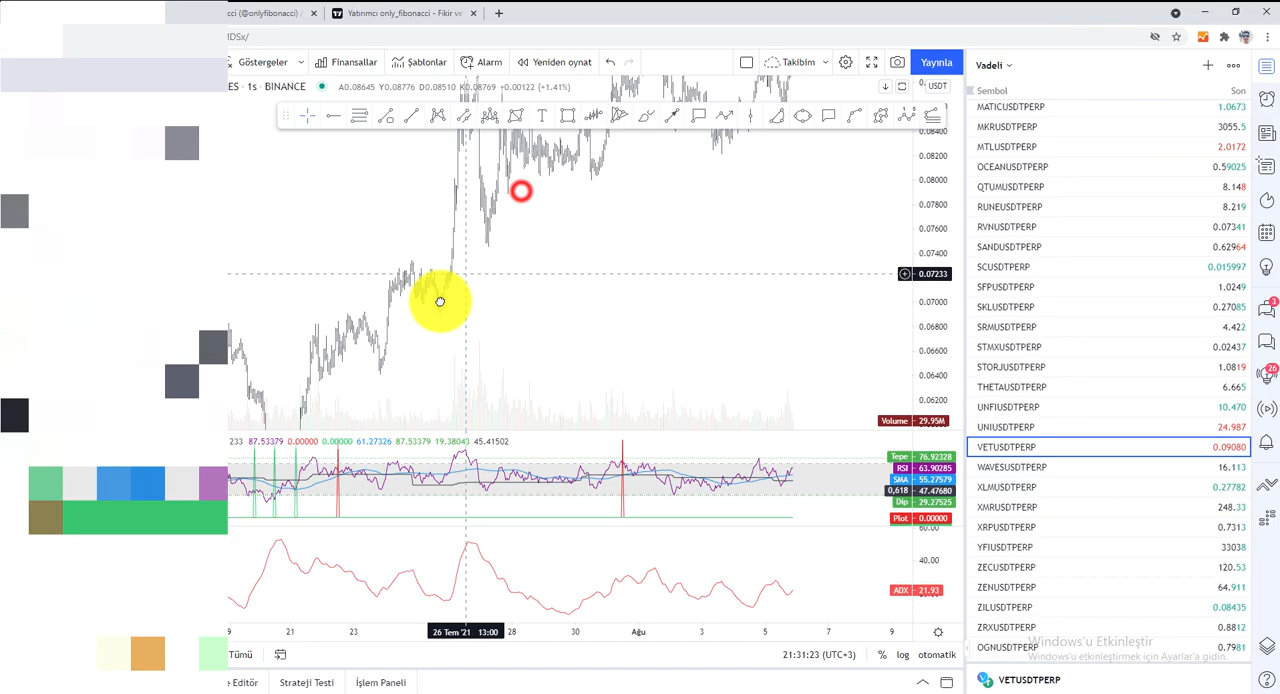 cci (@onlyfibonacci) / Yatırımcı only_fibonacci - Fikir ve
IDSx/
Göstergeler Finansallar Şablonlar Alarm Yeniden oynat Takibim Yayınla
Vadeli
ES · 1s · BINANCE A0.08645 Y0.08776 D0.08510 K0.08769 +0.00122 (+1.41%) USDT
Sembol Son
MATICUSDTPERP 1.0673
MKRUSDTPERP 3055.5
MTLUSDTPERP 2.0172
OCEANUSDTPERP 0.59025
QTUMUSDTPERP 8.148
RUNEUSDTPERP 8.219
RVNUSDTPERP 0.07341
SANDUSDTPERP 0.62964
SCUSDTPERP 0.015997
SFPUSDTPERP 1.0249
SKLUSDTPERP 0.27085
SRMUSDTPERP 4.422
STMXUSDTPERP 0.02437
STORJUSDTPERP 1.0819
THETAUSDTPERP 6.665
UNFIUSDTPERP 10.470
UNIUSDTPERP 24.987
VETUSDTPERP 0.09080
WAVESUSDTPERP 16.113
XLMUSDTPERP 0.27782
XMRUSDTPERP 248.33
XRPUSDTPERP 0.7313
YFIUSDTPERP 33038
ZECUSDTPERP 120.53
ZENUSDTPERP 64.911
ZILUSDTPERP 0.08435
ZRXUSDTPERP 0.8812
OGNUSDTPERP 0.7981
0.08400
0.08200
0.08000
0.07800
0.07600
0.07400
0.07233
0.07000
0.06800
0.06600
0.06400
0.06200
Volume 29.95M
233 87.53379 0.00000 0.00000 61.27326 87.53379 19.38043 45.41502
Tepe 76.92328
RSI 63.90285
SMA 55.27579
0,618 47.47680
Dip 29.27525
Plot 0.00000
60.00
40.00
ADX 21.93
21 23 26 Tem '21 13:00 28 30 Ağu 3 5 7 9
Tümü 21:31:23 (UTC+3) % log otomatik
e Editör Strateji Testi İşlem Paneli
Windows'u Etkinleştir
Windows'u etkinleştirmek için Ayarlar'a gidin.
VETUSDTPERP
3
26